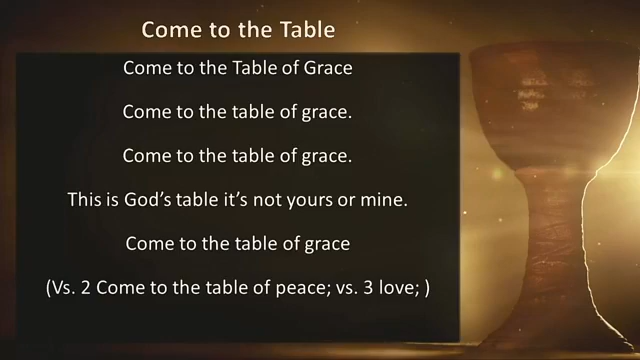 Come to the Table
Come to the Table of Grace
Come to the table of grace.
Come to the table of grace.
This is God's table it's not yours or mine.
Come to the table of grace
(Vs. 2 Come to the table of peace; vs. 3 love; )